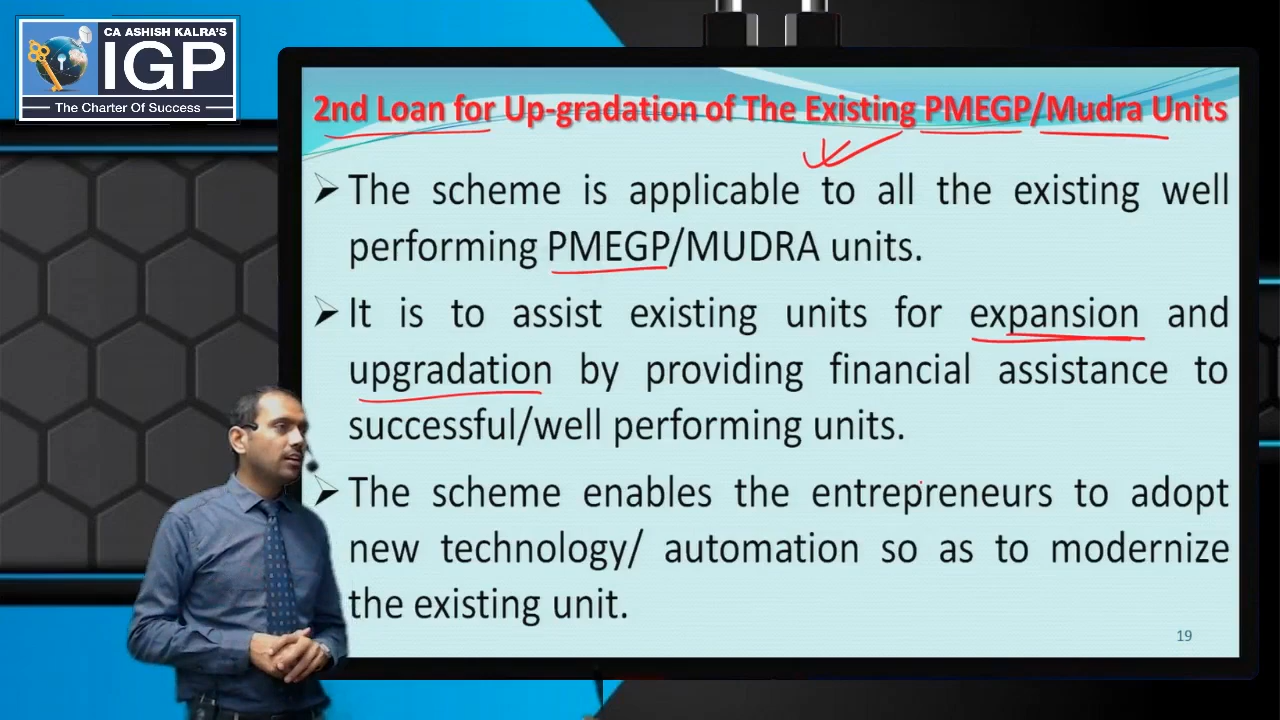 CA ASHISH KALRA'S
IGP
The Charter Of Success
2nd Loan for Up-gradation of The Existing PMEGP/Mudra Units
The scheme is applicable to all the existing well
performing PMEGP/MUDRA units.
It is to assist existing units for expansion and
upgradation by providing financial assistance to
successful/well performing units.
The scheme enables the entrepreneurs to adopt
new technology/ automation so as to modernize
the existing unit.
19